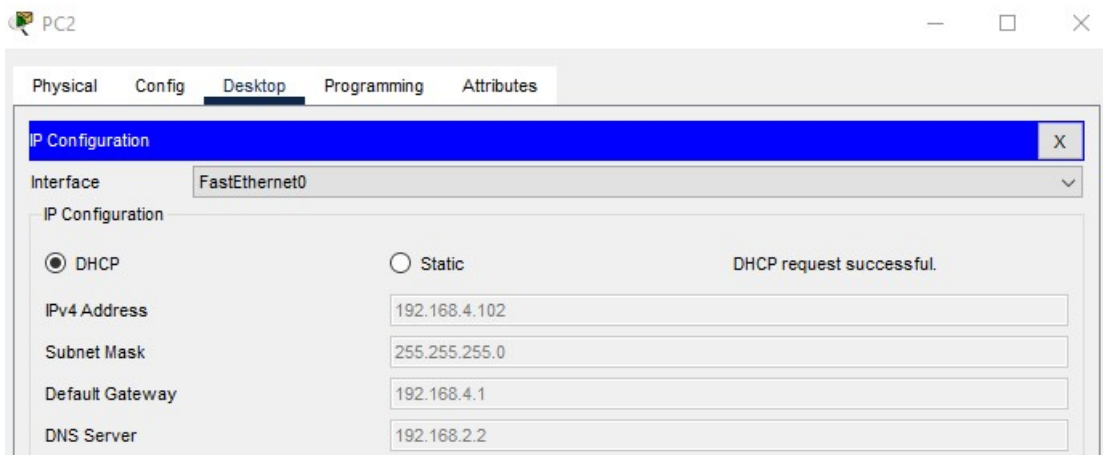 PC2
Physical Config Desktop Programming Attributes
IP Configuration X
Interface FastEthernet0
IP Configuration
DHCP Static DHCP request successful.
IPv4 Address 192.168.4.102
Subnet Mask 255.255.255.0
Default Gateway 192.168.4.1
DNS Server 192.168.2.2